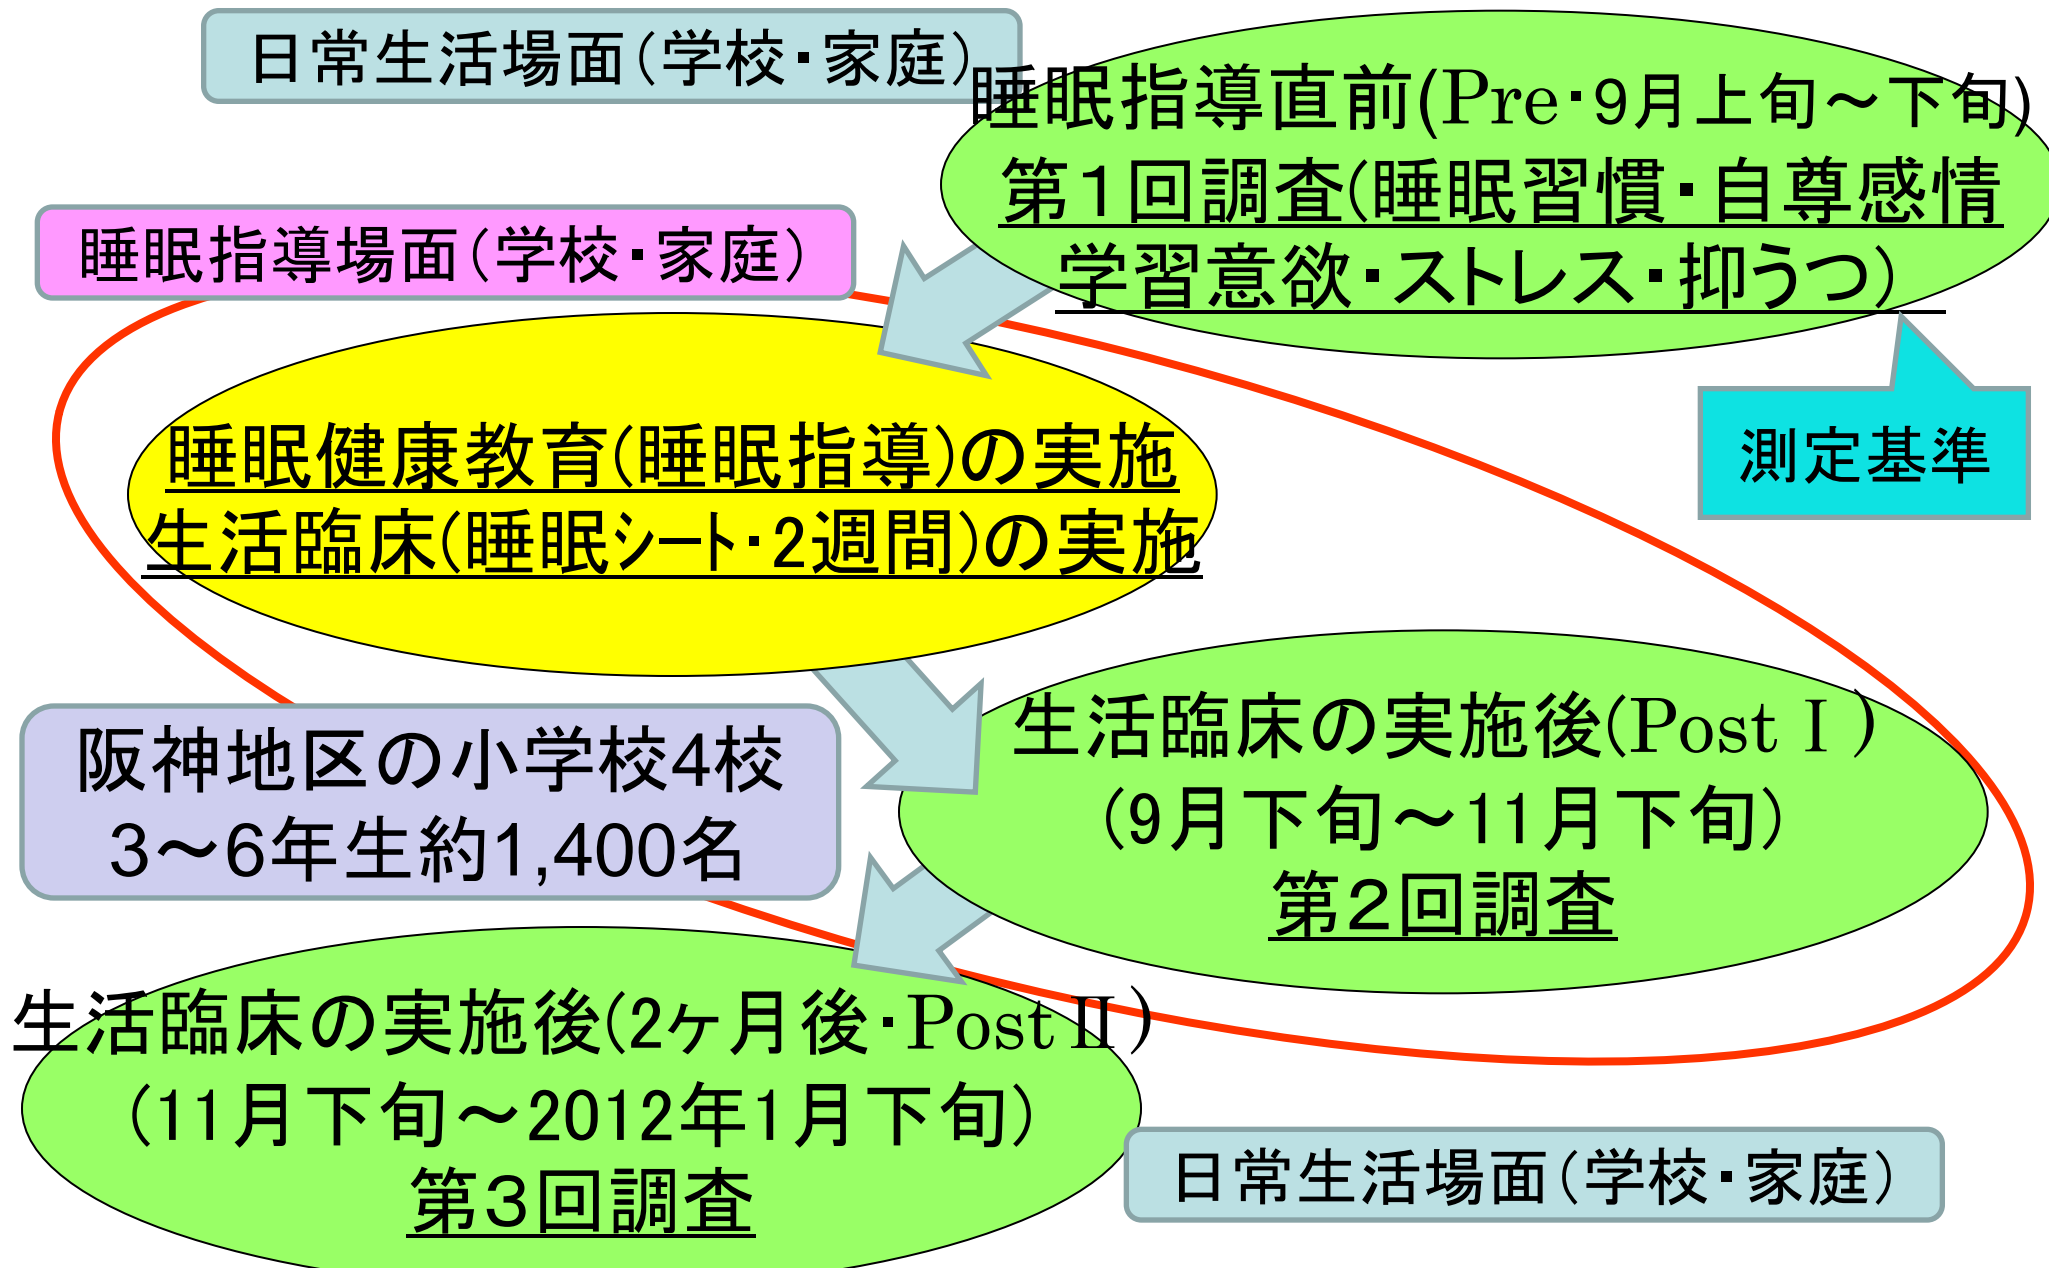 日常生活場面（学校・家庭）
睡眠指導直前(Pre・9月上旬～下旬)
第１回調査(睡眠習慣・自尊感情
学習意欲・ストレス・抑うつ）
睡眠指導場面（学校・家庭）
測定基準
睡眠健康教育(睡眠指導)の実施
生活臨床(睡眠ｼｰﾄ・2週間)の実施
生活臨床の実施後(PostⅠ)
（9月下旬～11月下旬）
第２回調査
阪神地区の小学校4校
3～6年生約1,400名
生活臨床の実施後(2ヶ月後・PostⅡ)
（11月下旬～2012年1月下旬）
第３回調査
日常生活場面（学校・家庭）